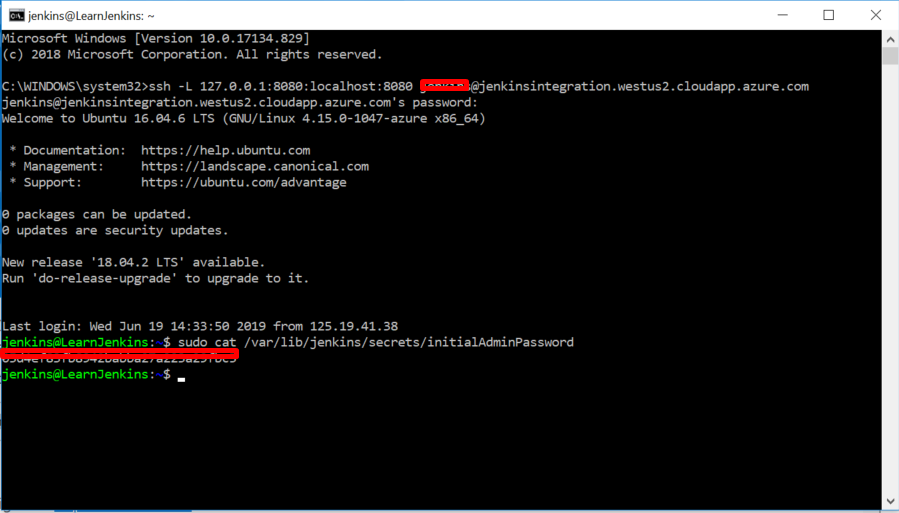 jenkins@LearnJenkins: ~
Microsoft Windows [Version 10.0.17134.829]
(c) 2018 Microsoft Corporation. All rights reserved.
C:\WINDOWS\system32>ssh -L 127.0.0.1:8080:localhost:8080 @jenkinsintegration.westus2.cloudapp.azure.com
jenkins@jenkinsintegration.westus2.cloudapp.azure.com's password:
Welcome to Ubuntu 16.04.6 LTS (GNU/Linux 4.15.0-1047-azure x86_64)
* Documentation:  https://help.ubuntu.com
* Management:     https://landscape.canonical.com
* Support:        https://ubuntu.com/advantage
0 packages can be updated.
0 updates are security updates.
New release '18.04.2 LTS' available.
Run 'do-release-upgrade' to upgrade to it.
Last login: Wed Jun 19 14:33:50 2019 from 125.19.41.38
jenkins@LearnJenkins:~$ sudo cat /var/lib/jenkins/secrets/initialAdminPassword
jenkins@LearnJenkins:~$